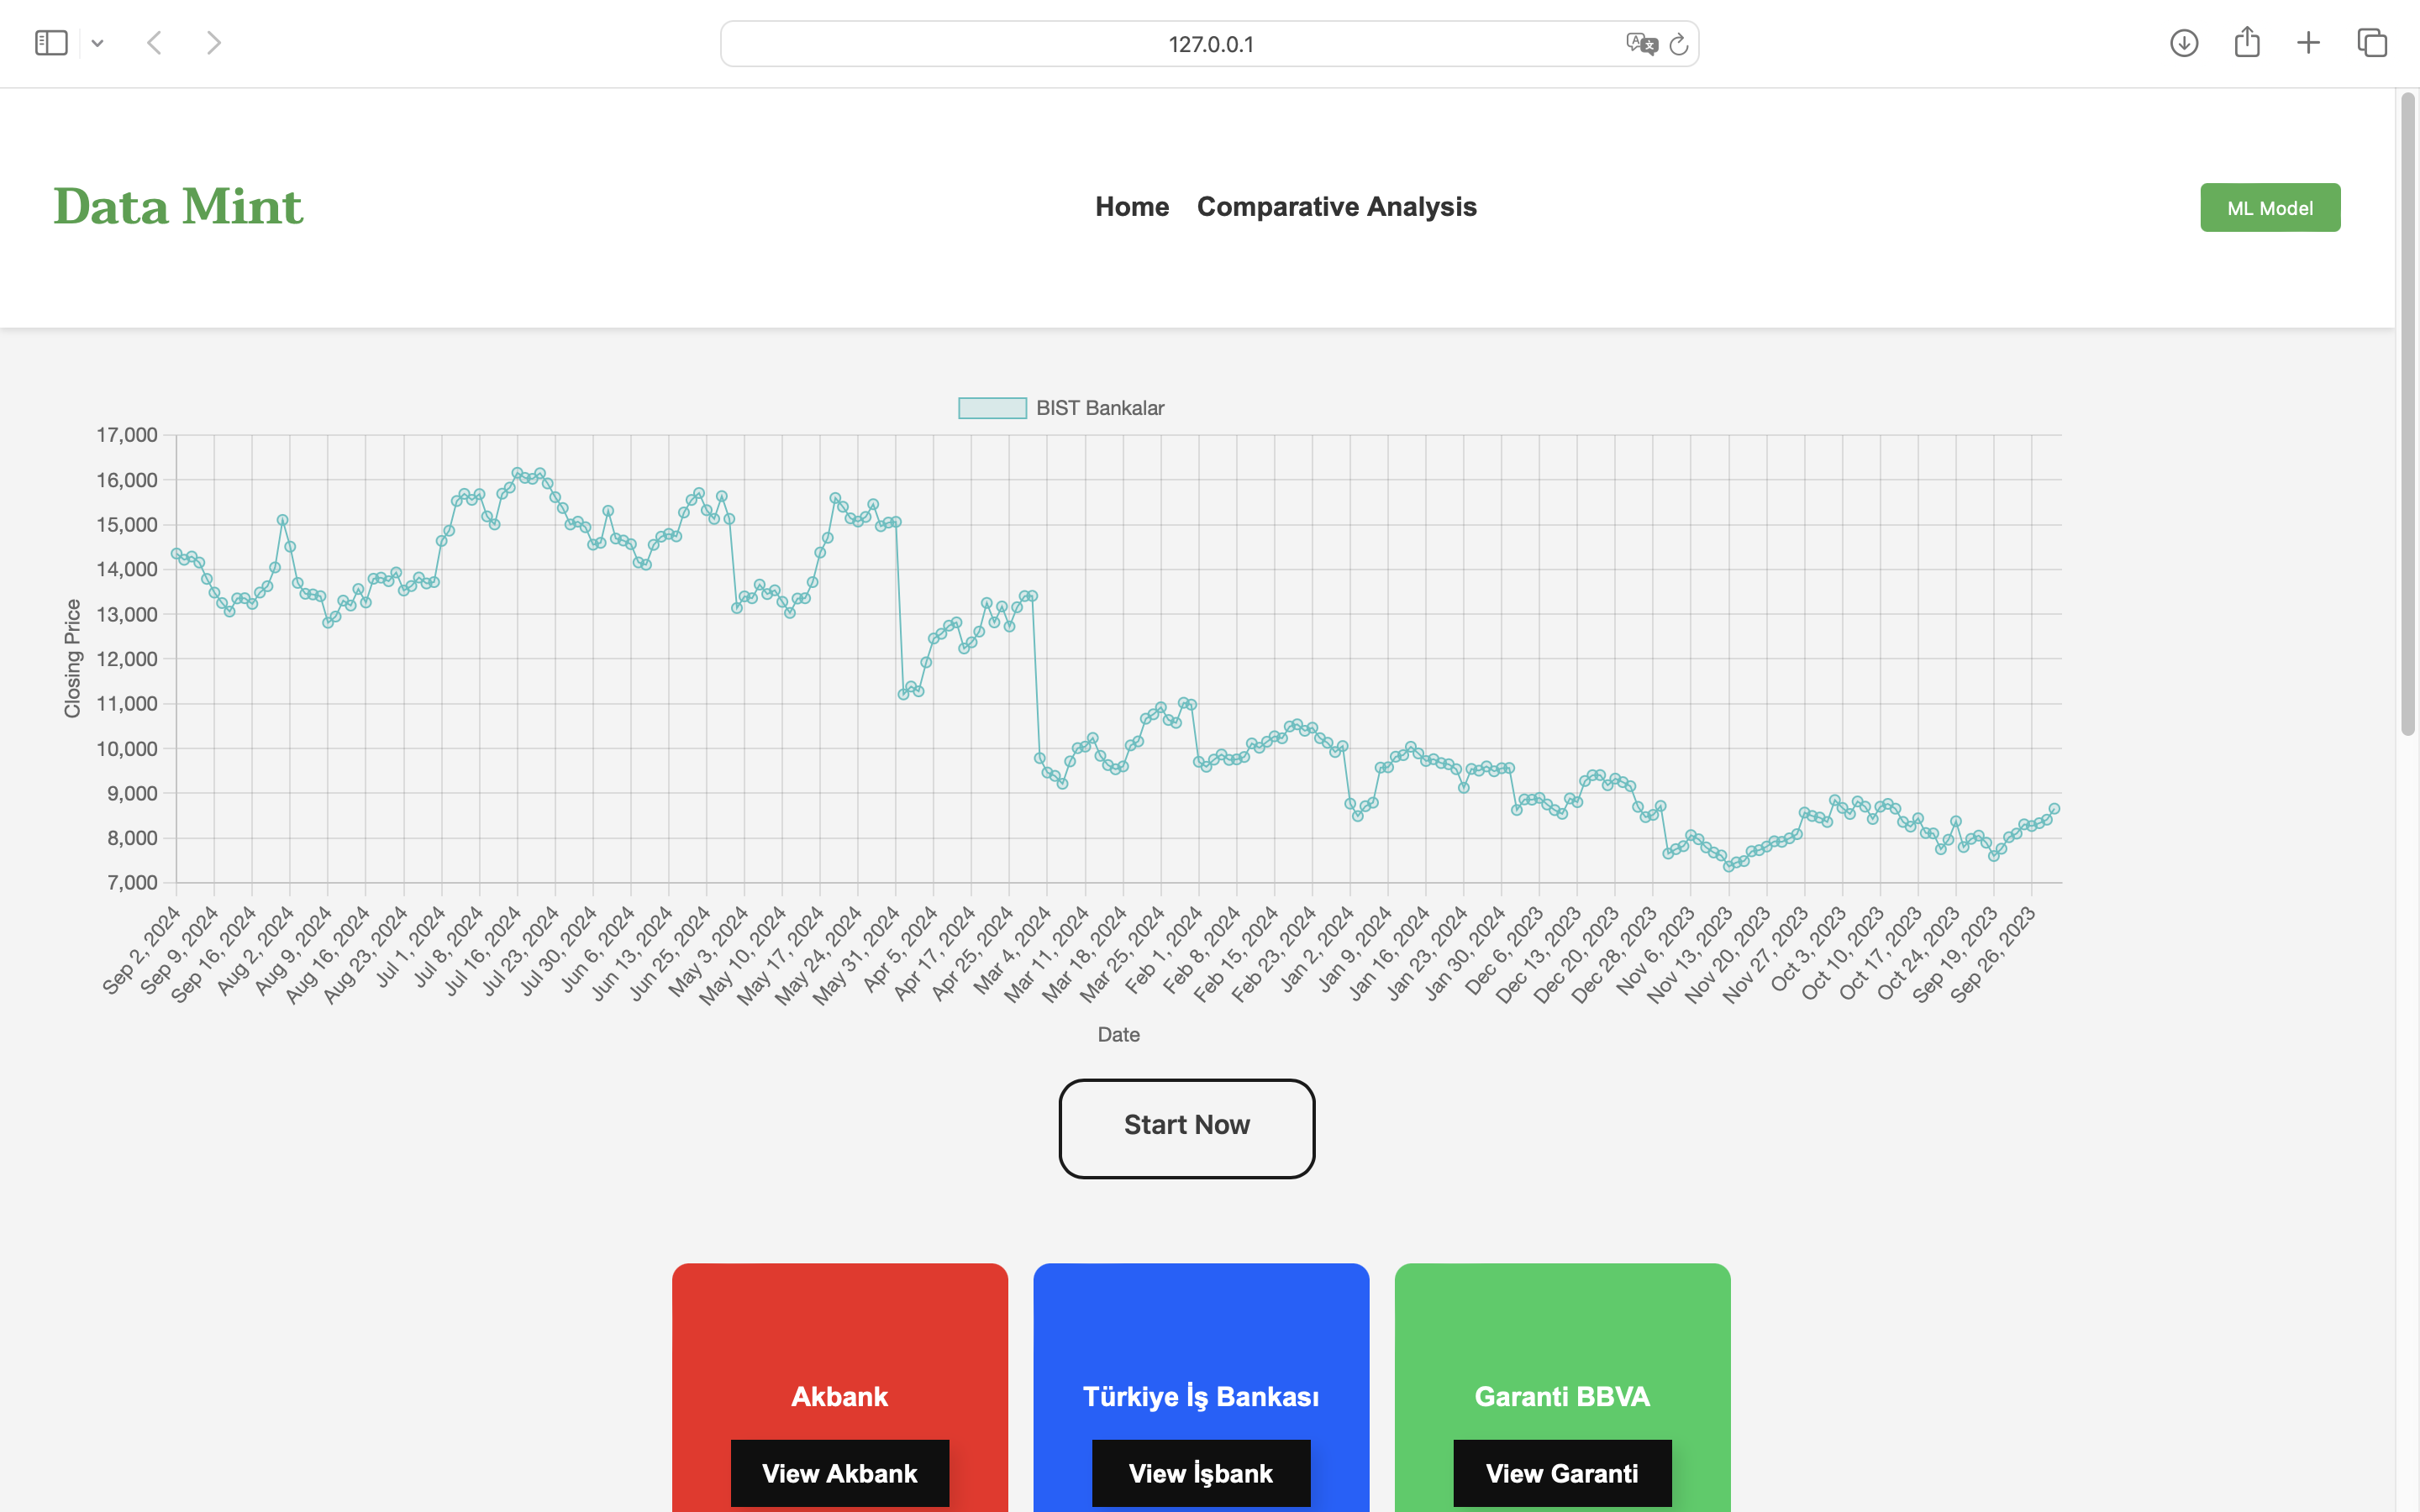 127.0.0.1
Data Mint
Home Comparative Analysis
ML Model
BIST Bankalar
17,000
16,000
15,000
14,000
13,000
12,000
11,000
10,000
9,000
8,000
7,000
Closing Price
Sep 2, 2024
Sep 9, 2024
Sep 16, 2024
Aug 2, 2024
Aug 9, 2024
Aug 16, 2024
Aug 23, 2024
Jul 1, 2024
Jul 8, 2024
Jul 16, 2024
Jul 23, 2024
Jul 30, 2024
Jun 6, 2024
Jun 13, 2024
Jun 25, 2024
May 3, 2024
May 10, 2024
May 17, 2024
May 24, 2024
May 31, 2024
Apr 5, 2024
Apr 17, 2024
Apr 25, 2024
Mar 4, 2024
Mar 11, 2024
Mar 18, 2024
Mar 25, 2024
Feb 1, 2024
Feb 8, 2024
Feb 15, 2024
Feb 23, 2024
Jan 2, 2024
Jan 9, 2024
Jan 16, 2024
Jan 23, 2024
Jan 30, 2024
Dec 6, 2023
Dec 13, 2023
Dec 20, 2023
Dec 28, 2023
Nov 6, 2023
Nov 13, 2023
Nov 20, 2023
Nov 27, 2023
Oct 3, 2023
Oct 10, 2023
Oct 17, 2023
Oct 24, 2023
Sep 19, 2023
Sep 26, 2023
Date
Start Now
Akbank
View Akbank
Türkiye İş Bankası
View İşbank
Garanti BBVA
View Garanti